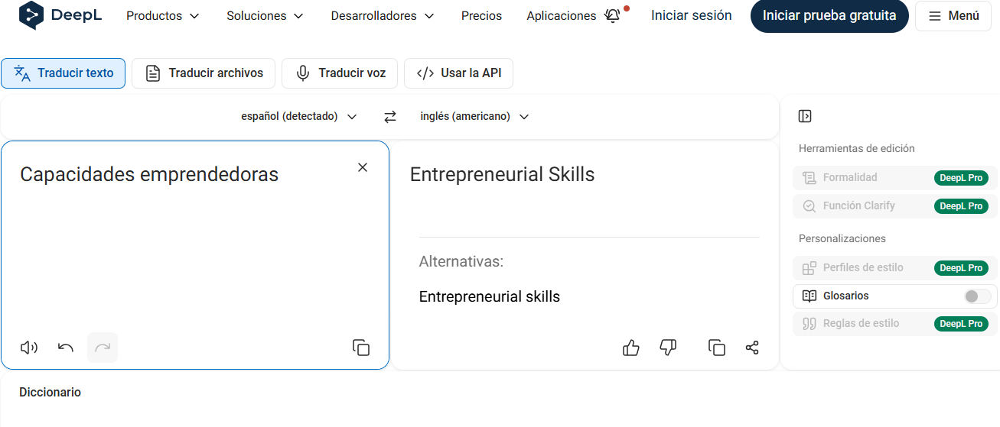 DeepL Productos Soluciones Desarrolladores Precios Aplicaciones Iniciar sesión Iniciar prueba gratuita Menú
Traducir texto Traducir archivos Traducir voz Usar la API
español (detectado) inglés (americano)
Capacidades emprendedoras
Entrepreneurial Skills
Alternativas:
Entrepreneurial skills
Herramientas de edición
Formalidad DeepL Pro
Función Clarify DeepL Pro
Personalizaciones
Perfiles de estilo DeepL Pro
Glosarios
Reglas de estilo DeepL Pro
Diccionario